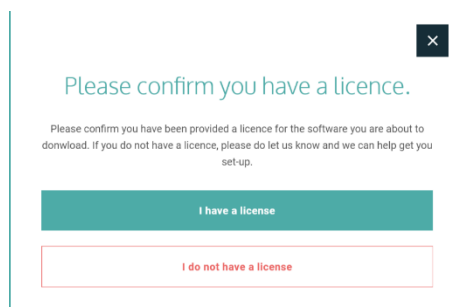 Please confirm you have a licence.
Please confirm you have been provided a licence for the software you are about to
donwload. If you do not have a licence, please do let us know and we can help get you
set-up.
I have a license
I do not have a license